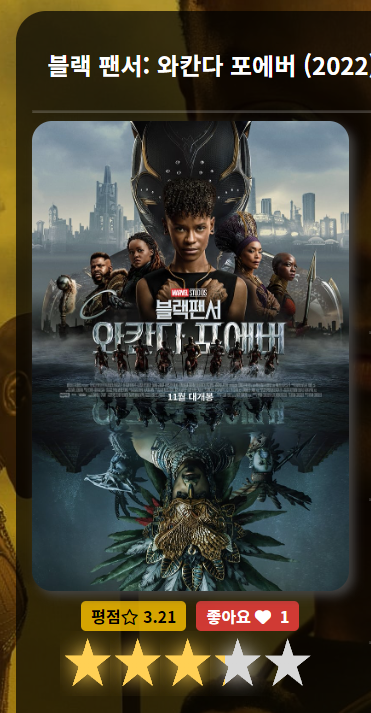 블랙 팬서: 와칸다 포에버 (2022)
MARVEL STUDIOS
블랙팬서
와칸다 포에버
11월 대개봉
평점☆ 3.21
좋아요 ♥ 1